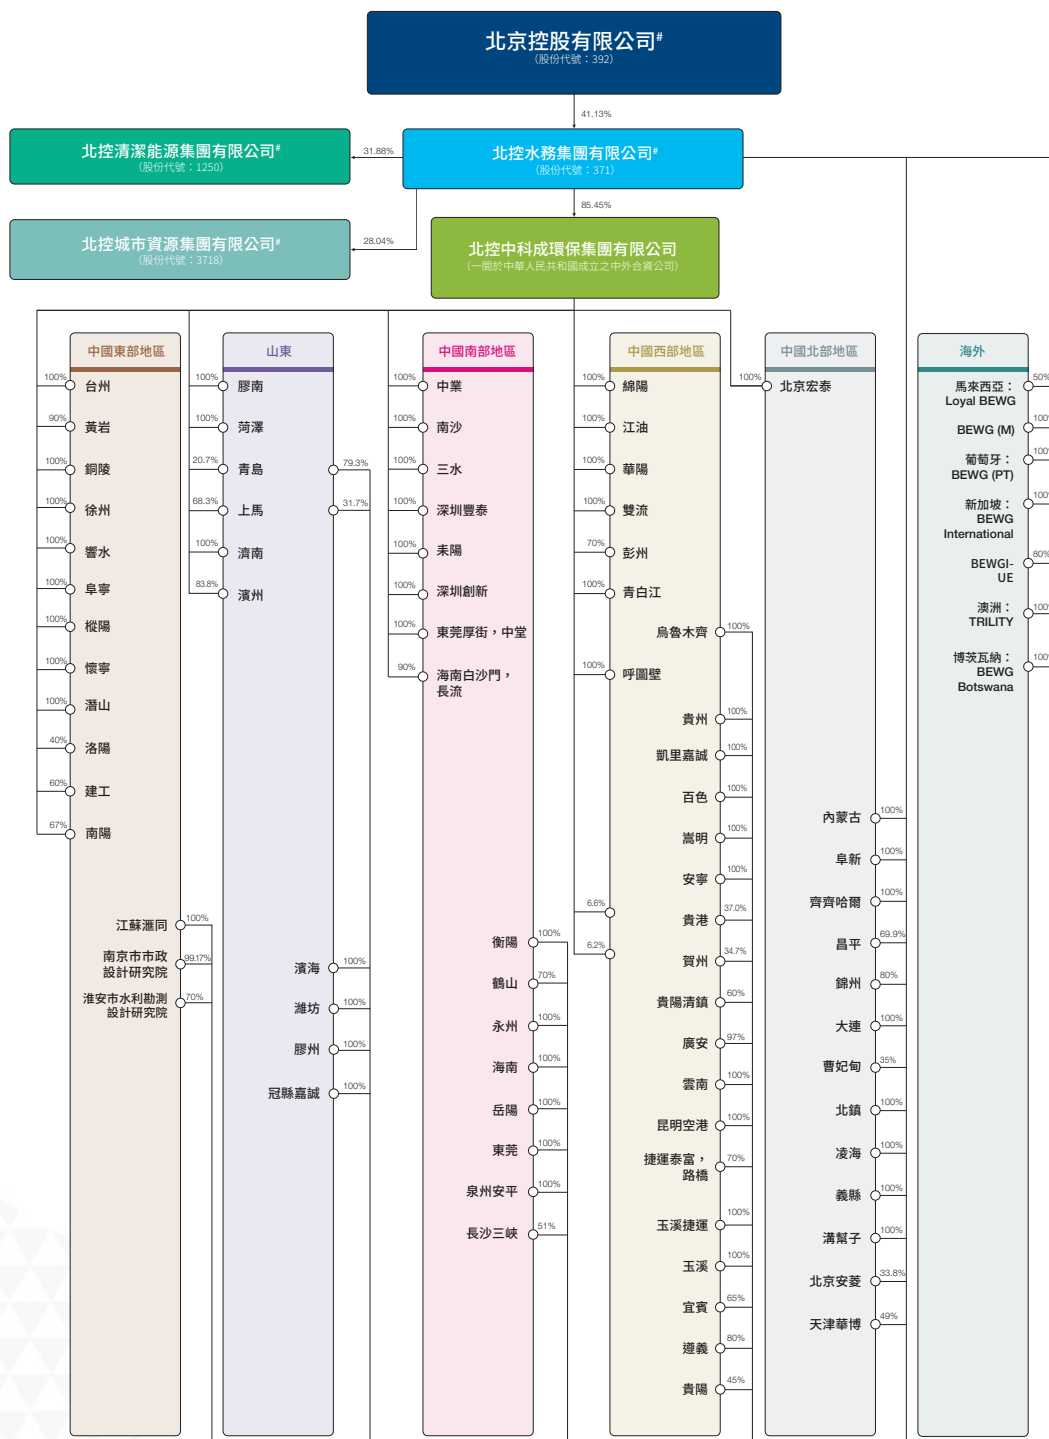 北京控股有限公司#
(股份代號：392)
41.13%
北控清潔能源集團有限公司#
(股份代號：1250)
31.88%
北控水務集團有限公司#
(股份代號：371)
85.45%
北控城市資源集團有限公司#
(股份代號：3718)
28.04%
北控中科成環保集團有限公司
(一間於中華人民共和國成立之中外合資公司)
中國東部地區
100% 台州
90% 黃岩
100% 銅陵
100% 徐州
100% 響水
100% 阜寧
100% 樅陽
100% 懷寧
100% 潛山
40% 洛陽
60% 建工
67% 南陽
江蘇滙同 100%
南京市市政
設計研究院 99.17%
淮安市水利勘測
設計研究院 70%
山東
100% 膠南
100% 菏澤
20.7% 青島 79.3%
68.3% 上馬 31.7%
100% 濟南
83.8% 濱州
濱海 100%
濰坊 100%
膠州 100%
冠縣嘉誠 100%
中國南部地區
100% 中業
100% 南沙
100% 三水
100% 深圳豐泰
100% 耒陽
100% 深圳創新
100% 東莞厚街，中堂
90% 海南白沙門，
長流
衡陽 100%
鶴山 70%
永州 100%
海南 100%
岳陽 100%
東莞 100%
泉州安平 100%
長沙三峽 51%
中國西部地區
100% 綿陽
100% 江油
100% 華陽
100% 雙流
70% 彭州
100% 青白江
烏魯木齊 100%
100% 呼圖壁
貴州 100%
凱里嘉誠 100%
百色 100%
嵩明 100%
安寧 100%
6.6% 貴港 37.0%
6.2% 賀州 34.7%
貴陽清鎮 60%
廣安 97%
雲南 100%
昆明空港 100%
捷運泰富，
路橋 70%
玉溪捷運 100%
玉溪 100%
宜賓 65%
遵義 80%
貴陽 45%
中國北部地區
100% 北京宏泰
內蒙古 100%
阜新 100%
齊齊哈爾 100%
昌平 69.9%
錦州 80%
大連 100%
曹妃甸 35%
北鎮 100%
凌海 100%
義縣 100%
溝幫子 100%
北京安菱 33.8%
天津華博 49%
海外
馬來西亞： 50%
Loyal BEWG
BEWG (M) 100%
葡萄牙： 100%
BEWG (PT)
新加坡： 100%
BEWG
International
BEWGI- 80%
UE
澳洲： 100%
TRILITY
博茨瓦納： 100%
BEWG
Botswana